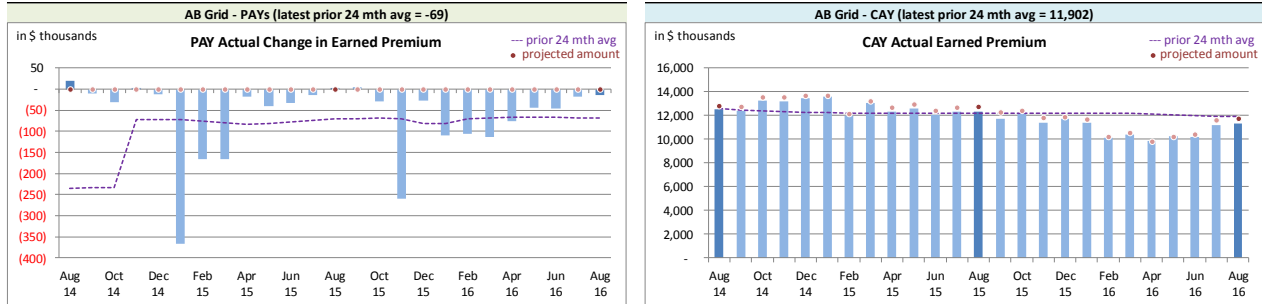 AB Grid - PAYs (latest prior 24 mth avg = -69)
in $ thousands
PAY Actual Change in Earned Premium
--- prior 24 mth avg
● projected amount
50
-
(50)
(100)
(150)
(200)
(250)
(300)
(350)
(400)
Aug Oct Dec Feb Apr Jun Aug Oct Dec Feb Apr Jun Aug
14 14 14 15 15 15 15 15 15 16 16 16 16
AB Grid - CAY (latest prior 24 mth avg = 11,902)
in $ thousands
CAY Actual Earned Premium
--- prior 24 mth avg
● projected amount
16,000
14,000
12,000
10,000
8,000
6,000
4,000
2,000
-
Aug Oct Dec Feb Apr Jun Aug Oct Dec Feb Apr Jun Aug
14 14 14 15 15 15 15 15 15 16 16 16 16